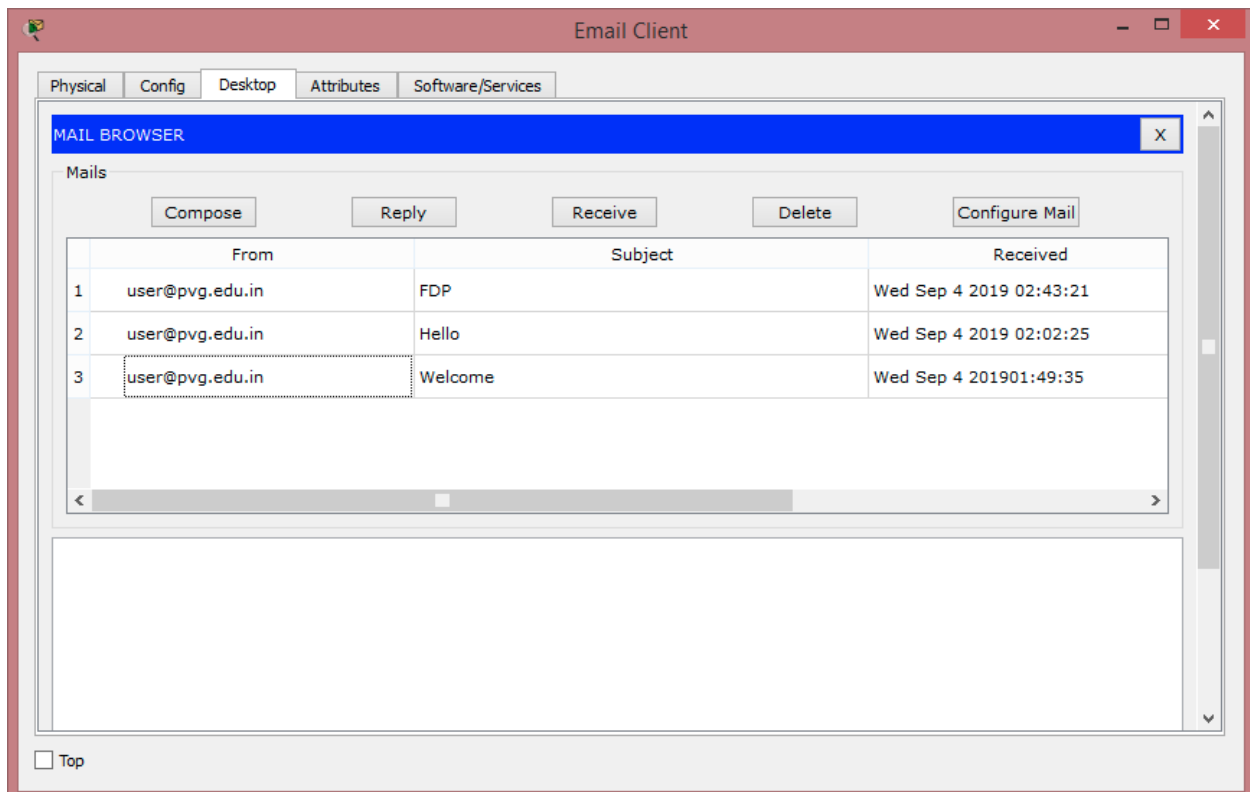 Email Client
Physical Config Desktop Attributes Software/Services
MAIL BROWSER X
Mails
Compose Reply Receive Delete Configure Mail
From Subject Received
1 user@pvg.edu.in FDP Wed Sep 4 2019 02:43:21
2 user@pvg.edu.in Hello Wed Sep 4 2019 02:02:25
3 user@pvg.edu.in Welcome Wed Sep 4 201901:49:35
Top